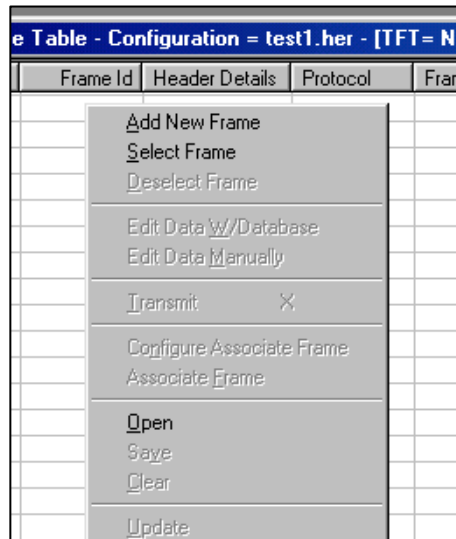 e Table - Configuration = test1.her - [TFT= N
Frame Id Header Details Protocol Fram
Add New Frame
Select Frame
Deselect Frame
Edit Data W/Database
Edit Data Manually
Transmit X
Configure Associate Frame
Associate Frame
Open
Save
Clear
Update